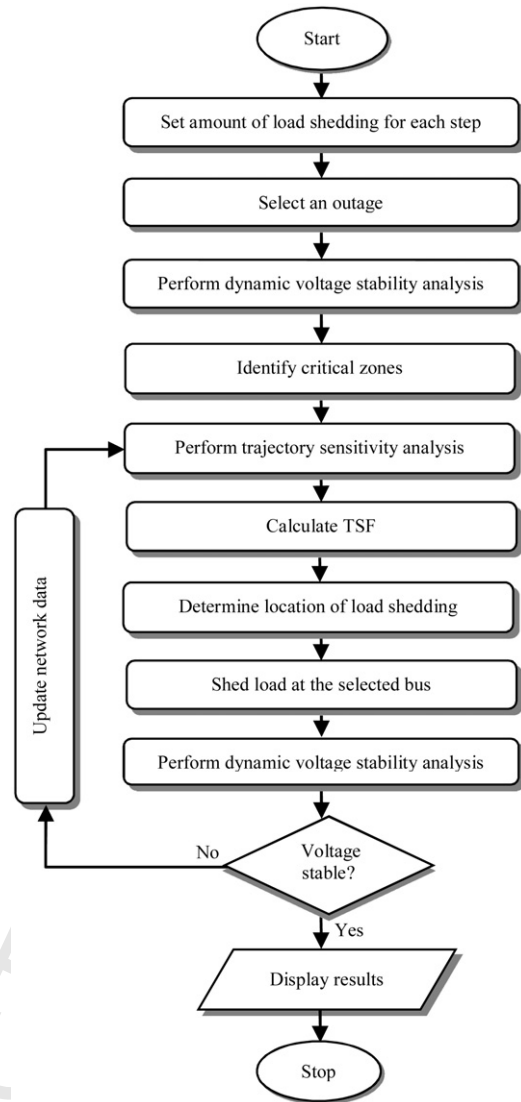 Start
Set amount of load shedding for each step
Select an outage
Perform dynamic voltage stability analysis
Identify critical zones
Perform trajectory sensitivity analysis
Calculate TSF
Determine location of load shedding
Shed load at the selected bus
Perform dynamic voltage stability analysis
Update network data
No
Voltage
stable?
Yes
Display results
Stop